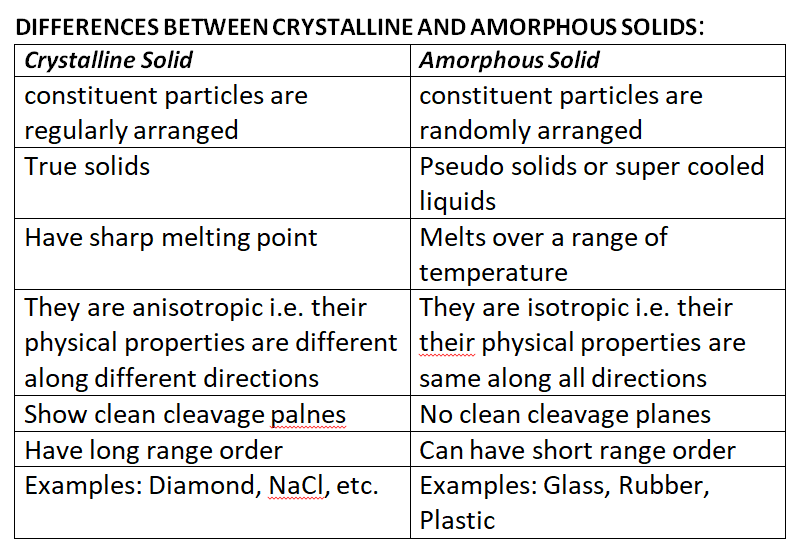 DIFFERENCES BETWEEN CRYSTALLINE AND AMORPHOUS SOLIDS:
Crystalline Solid
Amorphous Solid
constituent particles are
regularly arranged
constituent particles are
randomly arranged
True solids
Pseudo solids or super cooled
liquids
Have sharp melting point
Melts over a range of
temperature
They are anisotropic i.e. their
physical properties are different
along different directions
They are isotropic i.e. their
their physical properties are
same along all directions
Show clean cleavage palnes
No clean cleavage planes
Have long range order
Can have short range order
Examples: Diamond, NaCl, etc.
Examples: Glass, Rubber,
Plastic